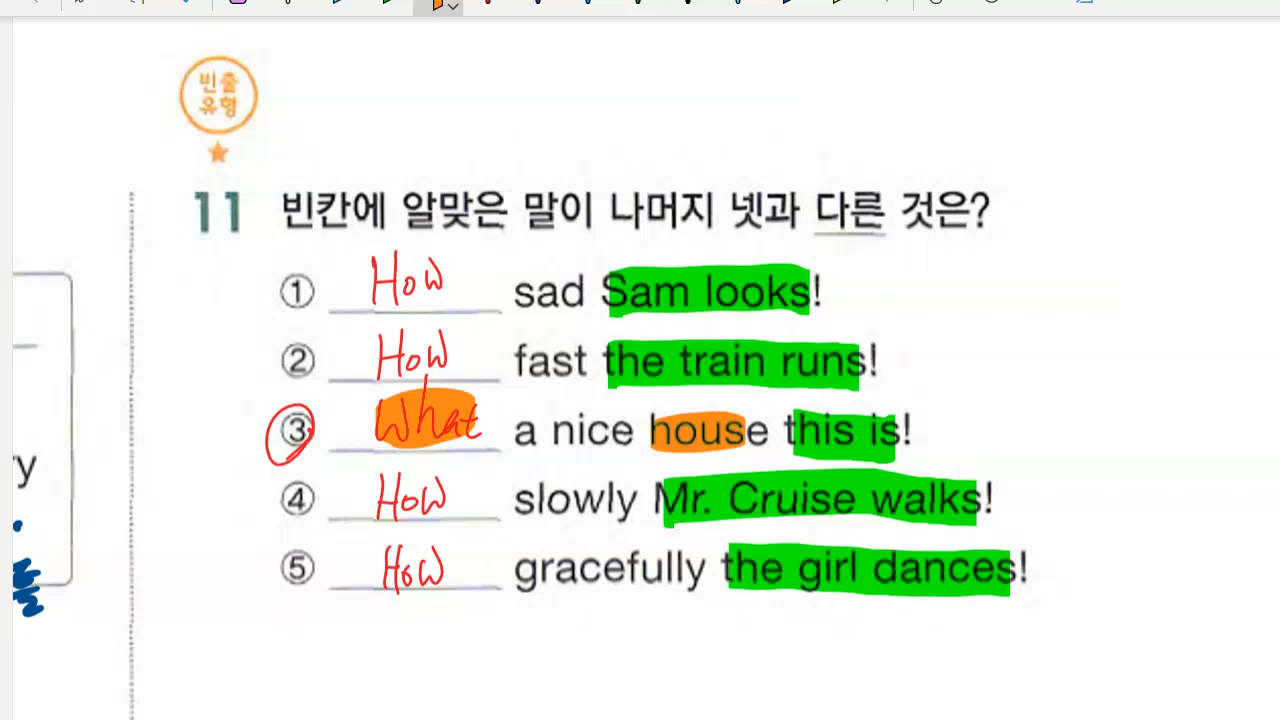 빈출
유형
11 빈칸에 알맞은 말이 나머지 넷과 다른 것은?
① How sad Sam looks!
② How fast the train runs!
③ What a nice house this is!
④ How slowly Mr. Cruise walks!
⑤ How gracefully the girl dances!
y